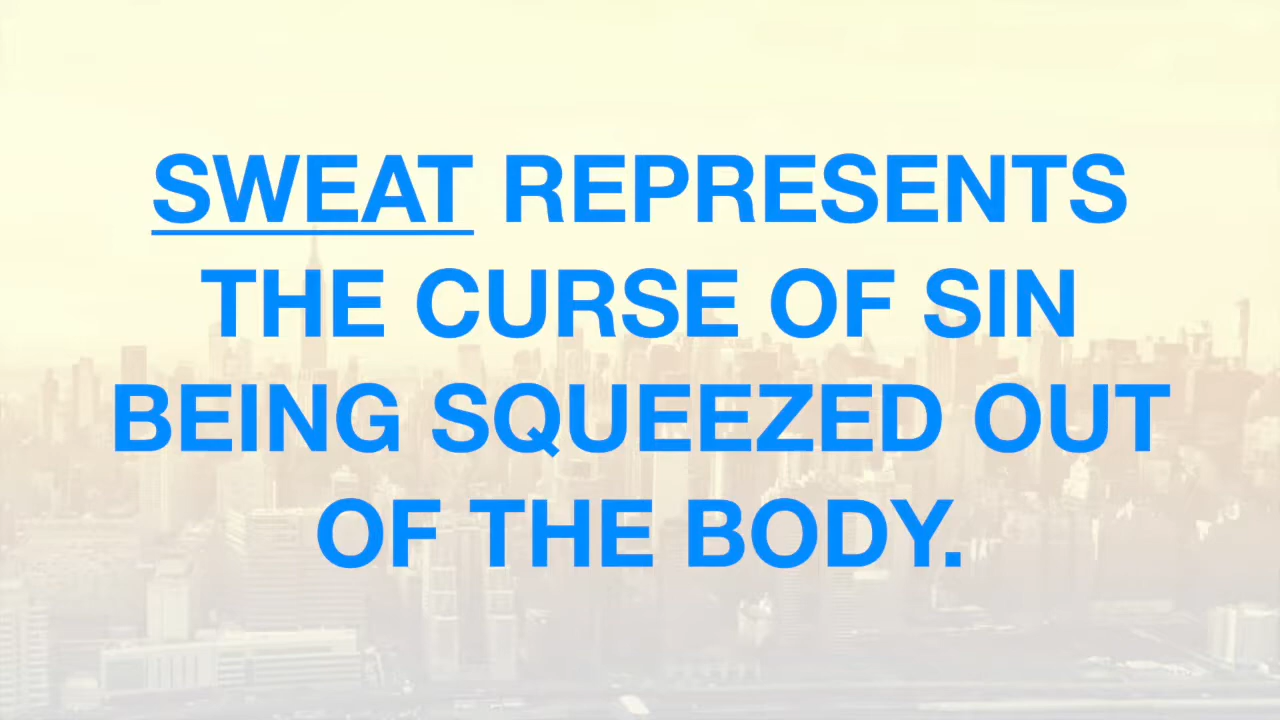 SWEAT REPRESENTS
THE CURSE OF SIN
BEING SQUEEZED OUT
OF THE BODY.